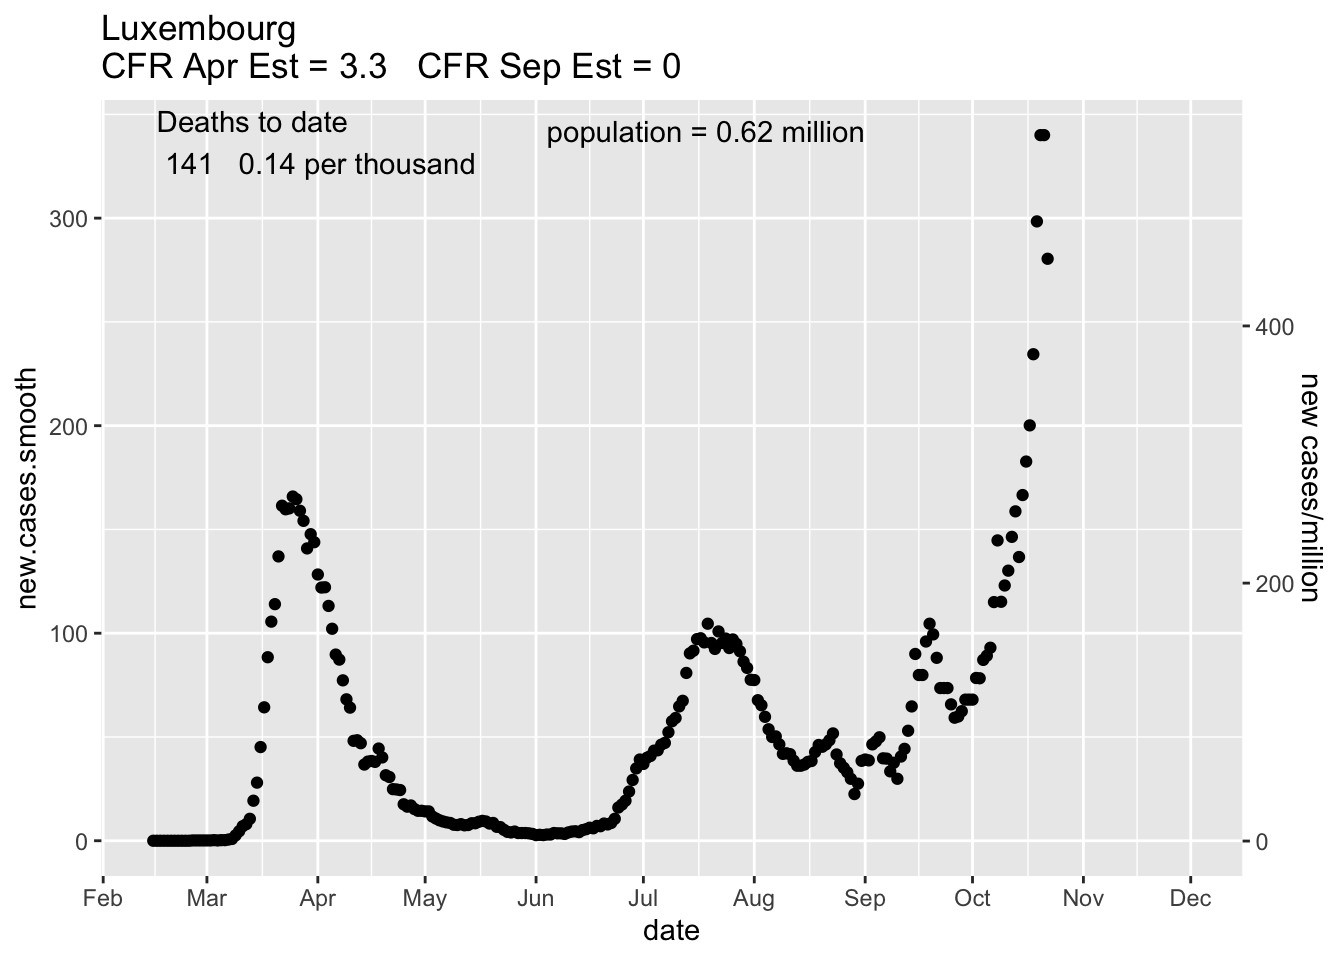 Luxembourg
CFR Apr Est = 3.3   CFR Sep Est = 0
Deaths to date
141   0.14 per thousand
population = 0.62 million
new.cases.smooth
300
200
100
0
new cases/million
400
200
0
Feb Mar Apr May Jun Jul Aug Sep Oct Nov Dec
date